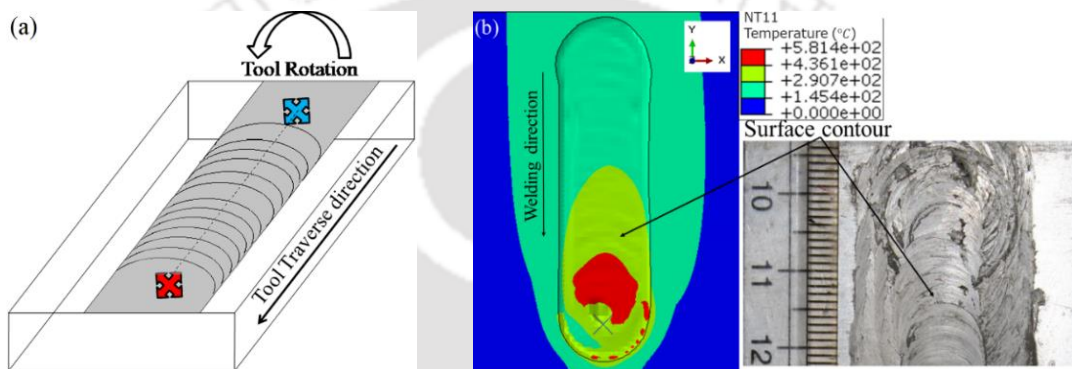 (a)
Tool Rotation
Tool Traverse direction
(b)
Y
X
Welding direction
NT11
Temperature (°C)
+5.814e+02
+4.361e+02
+2.907e+02
+1.454e+02
+0.000e+00
Surface contour
10
11
12